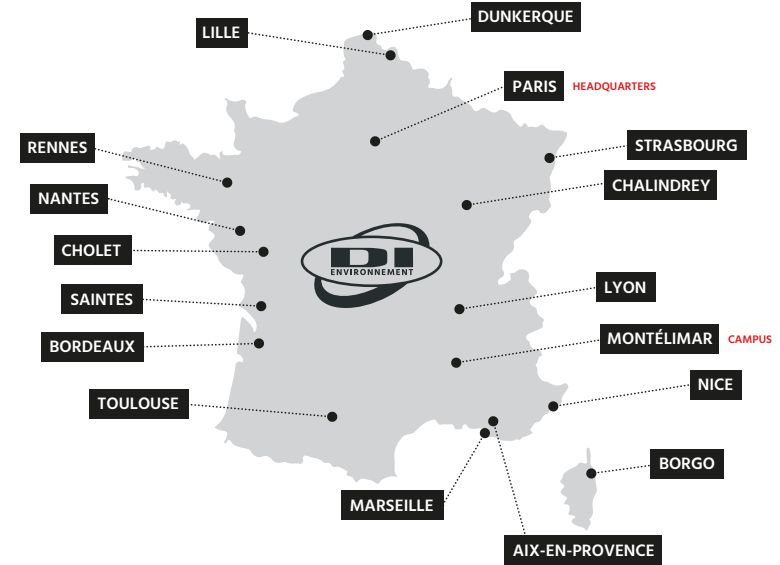 DUNKERQUE
LILLE
PARIS HEADQUARTERS
RENNES
STRASBOURG
CHALINDREY
NANTES
CHOLET
DI
ENVIRONNEMENT
SAINTES
LYON
BORDEAUX
MONTÉLIMAR CAMPUS
NICE
TOULOUSE
BORGO
MARSEILLE
AIX-EN-PROVENCE